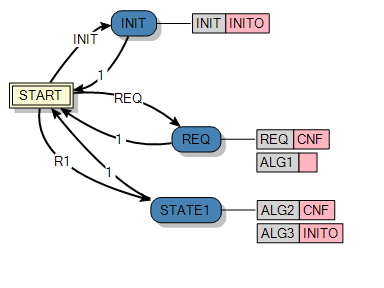 INIT INIT INITO
INIT
1
START
REQ
REQ REQ CNF
1
ALG1
R1
1
STATE1 ALG2 CNF
ALG3 INITO